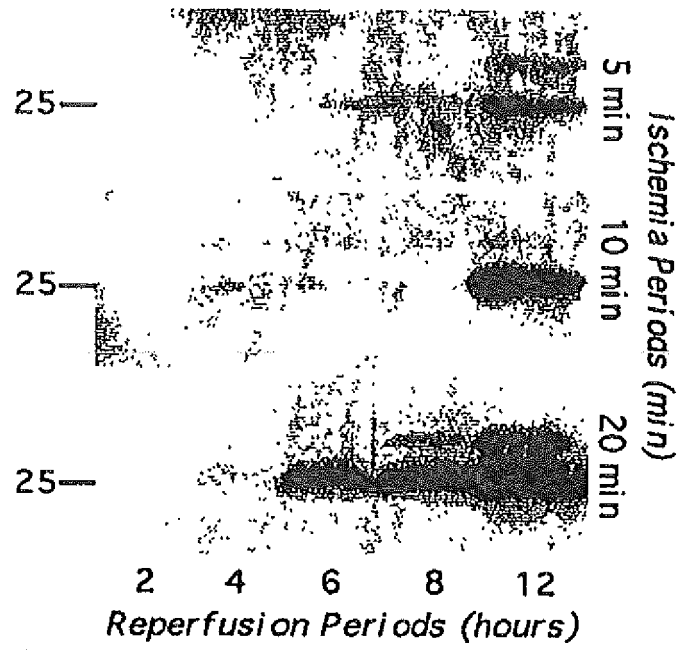 25
5 min
25
10 min
25
20 min
Ischemia Periods (min)
2 4 6 8 12
Reperfusion Periods (hours)